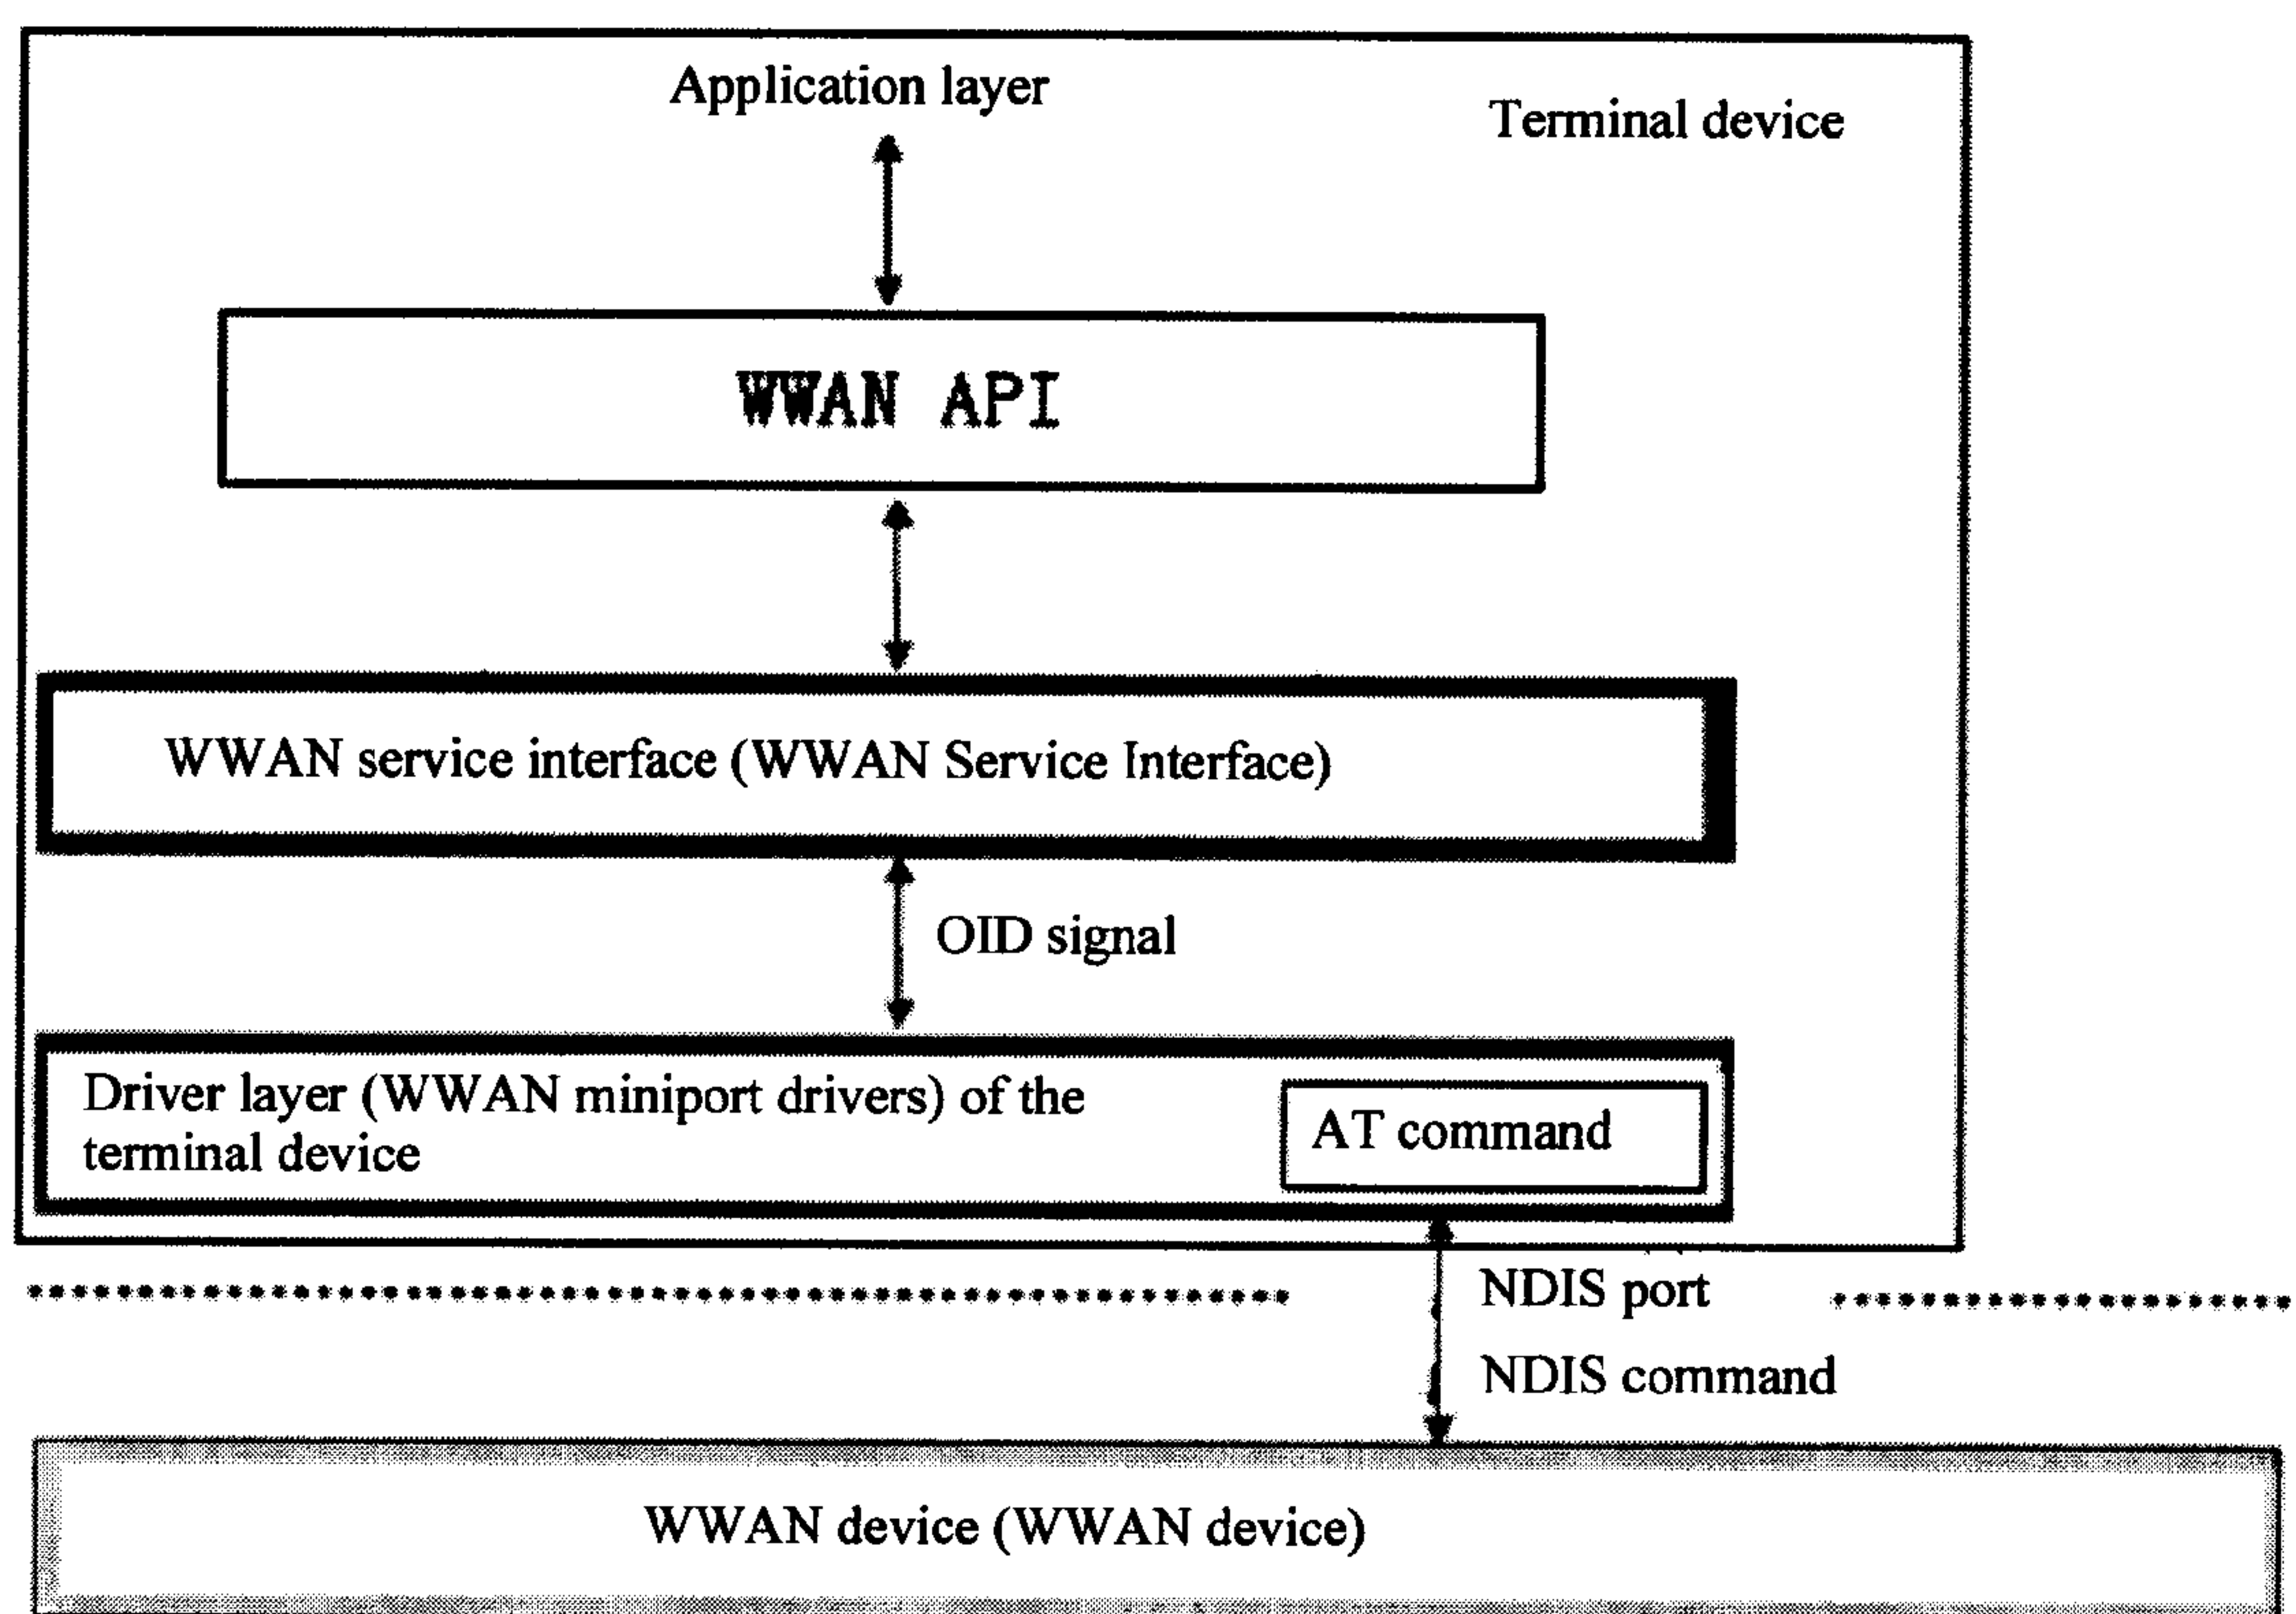 Application layer
Terminal device
WWAN API
WWAN service interface (WWAN Service Interface)
OID signal
Driver layer (WWAN miniport drivers) of the
terminal device
AT command
NDIS port
NDIS command
WWAN device (WWAN device)